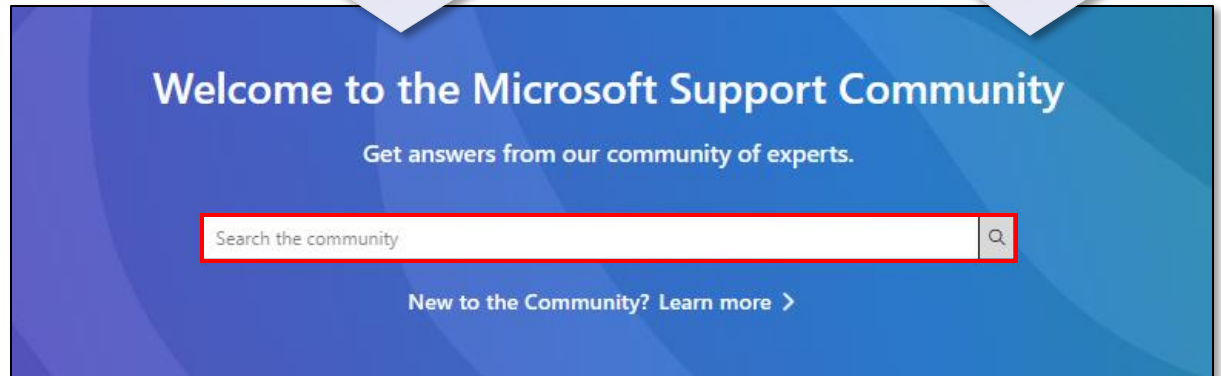 Welcome to the Microsoft Support Community
Get answers from our community of experts.
Search the community
New to the Community? Learn more >